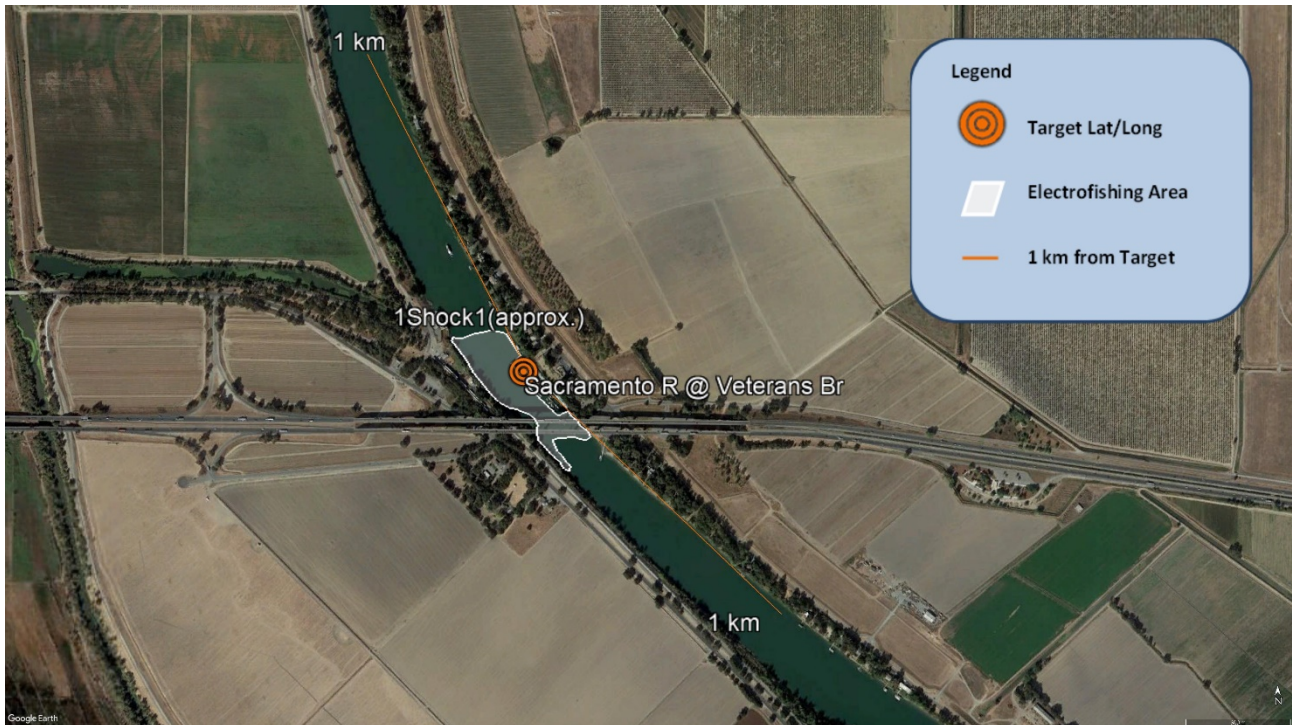 1 km
Legend
Target Lat/Long
Electrofishing Area
1 km from Target
1Shock1(approx.)
Sacramento R @ Veterans Br
1 km
Google Earth
N